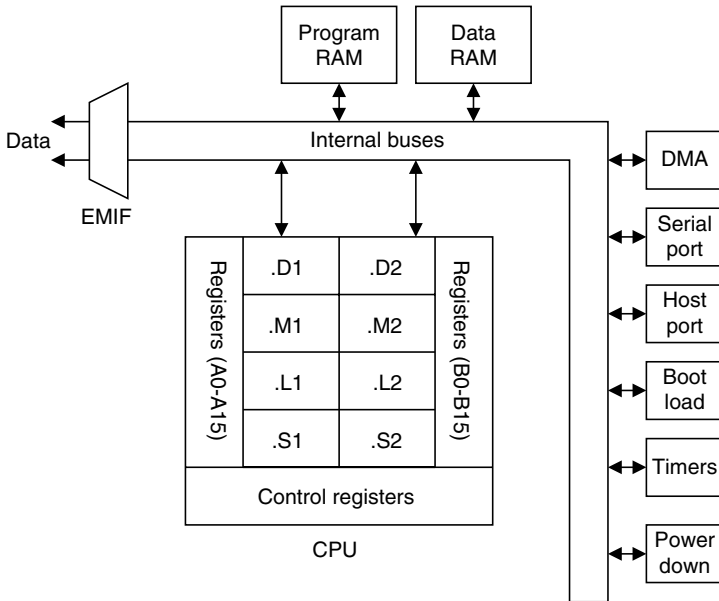 Program
RAM
Data
RAM
Data
Internal buses
EMIF
DMA
Serial
port
Host
port
Boot
load
Timers
Power
down
Registers (A0-A15)
.D1
.D2
.M1
.M2
.L1
.L2
.S1
.S2
Registers (B0-B15)
Control registers
CPU